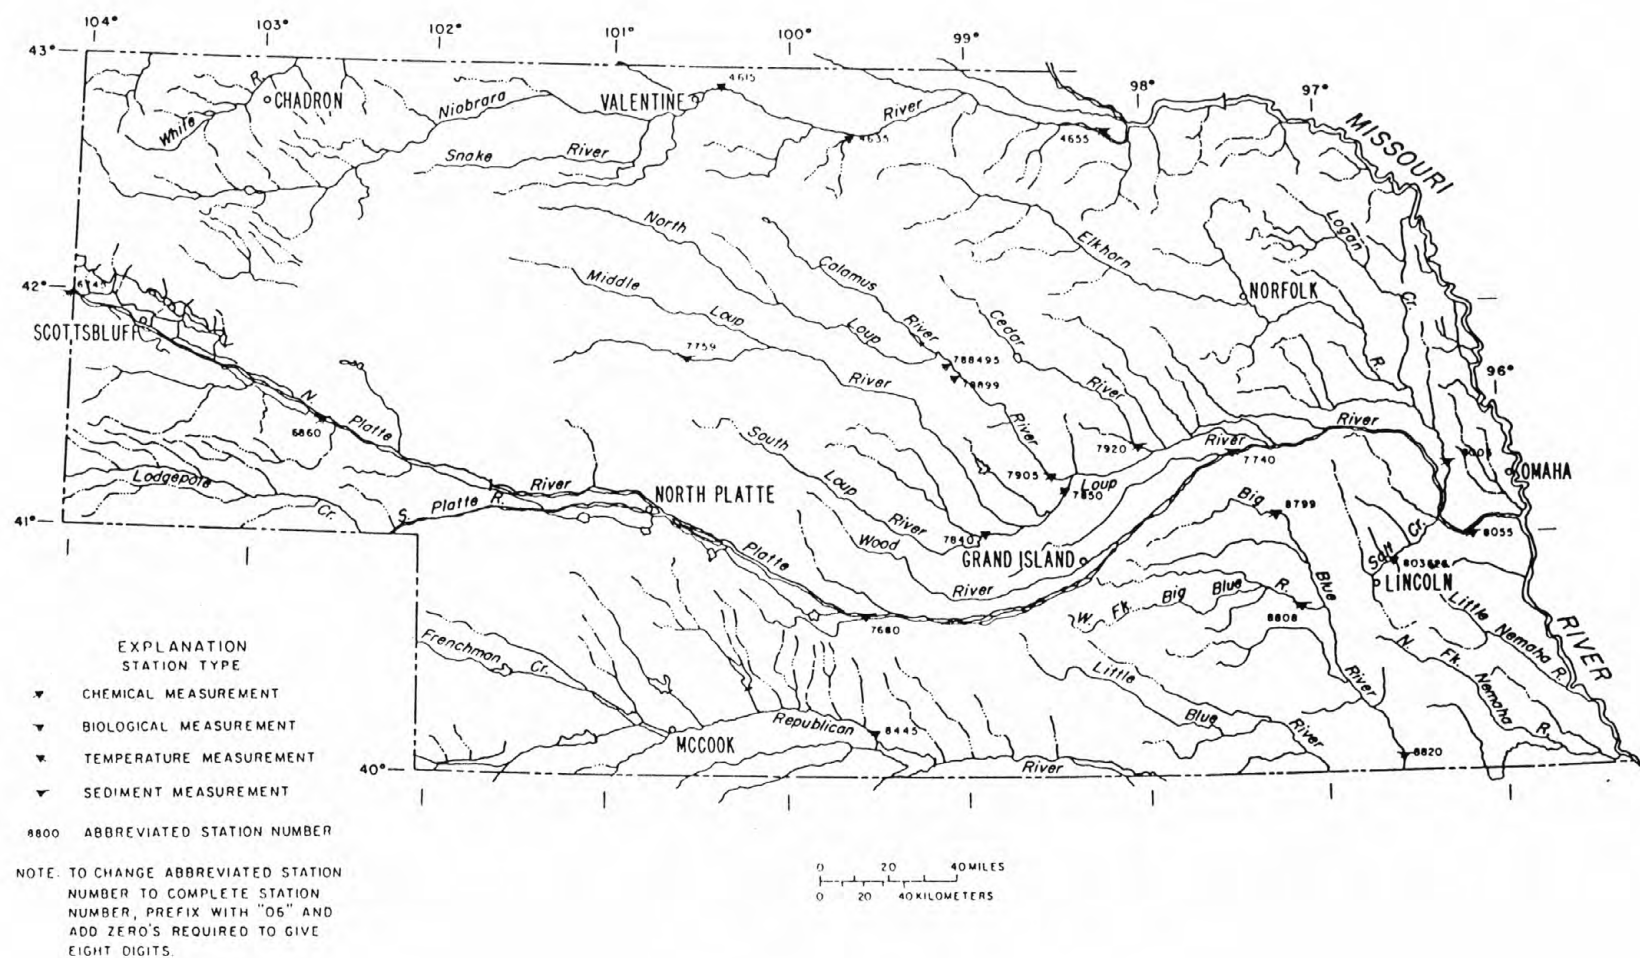 104°
103°
102°
101°
100°
99°
98°
97°
96°
43°
42°
41°
40°
White R.
CHADRON
Niobrara River
VALENTINE
4615
4635
4655
Snake River
MISSOURI RIVER
North Loup River
Calamus River
Middle Loup River
Cedar River
Elkhorn R.
Logan Cr.
NORFOLK
SCOTTSBLUFF
7759
788495
N. Platte River
6860
Lodgepole Cr.
S. Platte R.
NORTH PLATTE
South Loup River
7840
7905
7920
7850
Loup River
7740
River
OMAHA
8055
Wood River
GRAND ISLAND
Platte
7680
Big Blue River
8799
W. Fk. Big Blue R.
8808
Salt Cr.
LINCOLN
Little Nemaha R.
N. Fk. Nemaha R.
Little Blue River
8820
Frenchman Cr.
MCCOOK
Republican River
8445
EXPLANATION
STATION TYPE
CHEMICAL MEASUREMENT
BIOLOGICAL MEASUREMENT
TEMPERATURE MEASUREMENT
SEDIMENT MEASUREMENT
8800 ABBREVIATED STATION NUMBER
NOTE. TO CHANGE ABBREVIATED STATION
NUMBER TO COMPLETE STATION
NUMBER, PREFIX WITH "06" AND
ADD ZERO'S REQUIRED TO GIVE
EIGHT DIGITS.
0 20 40 MILES
0 20 40 KILOMETERS